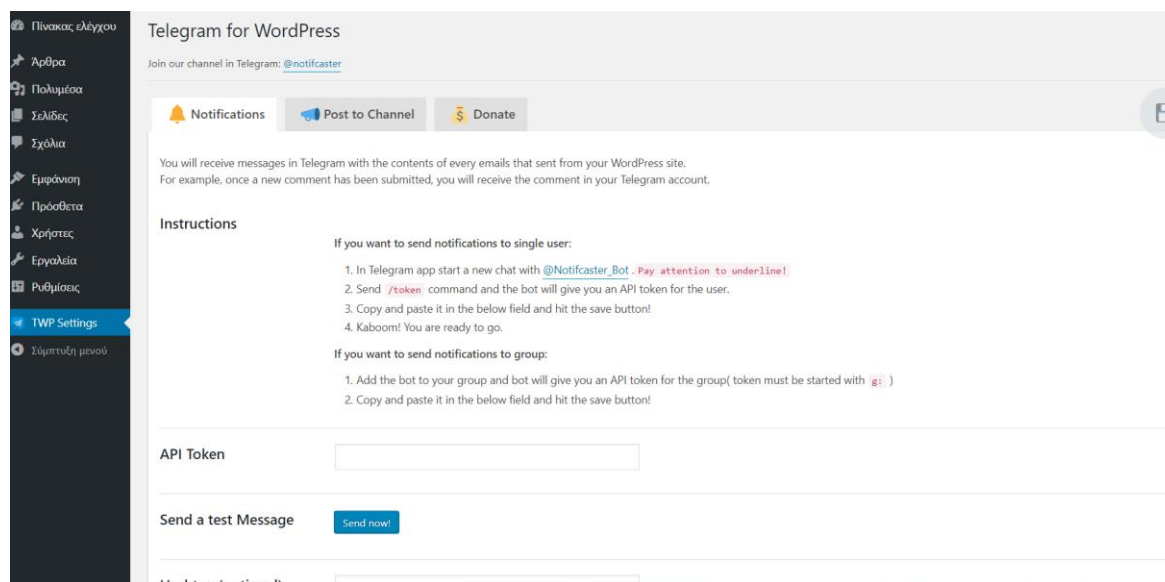 Πίνακας ελέγχου
Άρθρα
Πολυμέσα
Σελίδες
Σχόλια
Εμφάνιση
Πρόσθετα
Χρήστες
Εργαλεία
Ρυθμίσεις
TWP Settings
Σύμπτυξη μενού
Telegram for WordPress
Join our channel in Telegram: @notifcaster
Notifications Post to Channel Donate
You will receive messages in Telegram with the contents of every emails that sent from your WordPress site.
For example, once a new comment has been submitted, you will receive the comment in your Telegram account.
Instructions
If you want to send notifications to single user:
1. In Telegram app start a new chat with @Notifcaster_Bot . Pay attention to underline!
2. Send /token command and the bot will give you an API token for the user.
3. Copy and paste it in the below field and hit the save button!
4. Kaboom! You are ready to go.
If you want to send notifications to group:
1. Add the bot to your group and bot will give you an API token for the group( token must be started with g: )
2. Copy and paste it in the below field and hit the save button!
API Token
Send a test Message Send now!